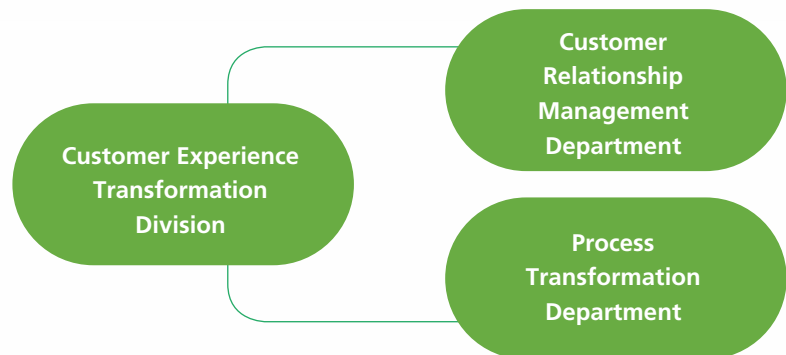 Customer Experience
Transformation
Division
Customer
Relationship
Management
Department
Process
Transformation
Department